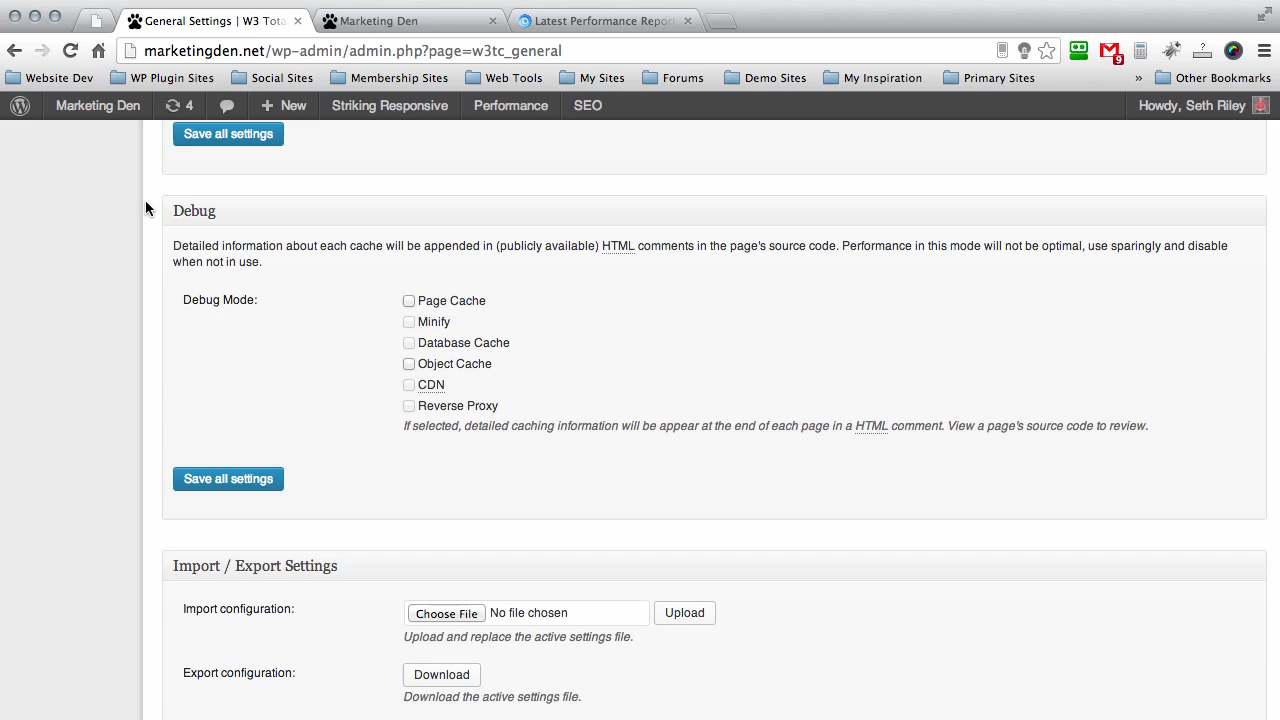 General Settings | W3 Tota
Marketing Den
Latest Performance Repor
marketingden.net/wp-admin/admin.php?page=w3tc_general
9
Website Dev WP Plugin Sites Social Sites Membership Sites Web Tools My Sites Forums Demo Sites My Inspiration Primary Sites » Other Bookmarks
Marketing Den 4 + New Striking Responsive Performance SEO Howdy, Seth Riley
Save all settings
Debug
Detailed information about each cache will be appended in (publicly available) HTML comments in the page's source code. Performance in this mode will not be optimal, use sparingly and disable
when not in use.
Debug Mode:
Page Cache
Minify
Database Cache
Object Cache
CDN
Reverse Proxy
If selected, detailed caching information will be appear at the end of each page in a HTML comment. View a page's source code to review.
Save all settings
Import / Export Settings
Import configuration:
Choose File No file chosen Upload
Upload and replace the active settings file.
Export configuration:
Download
Download the active settings file.